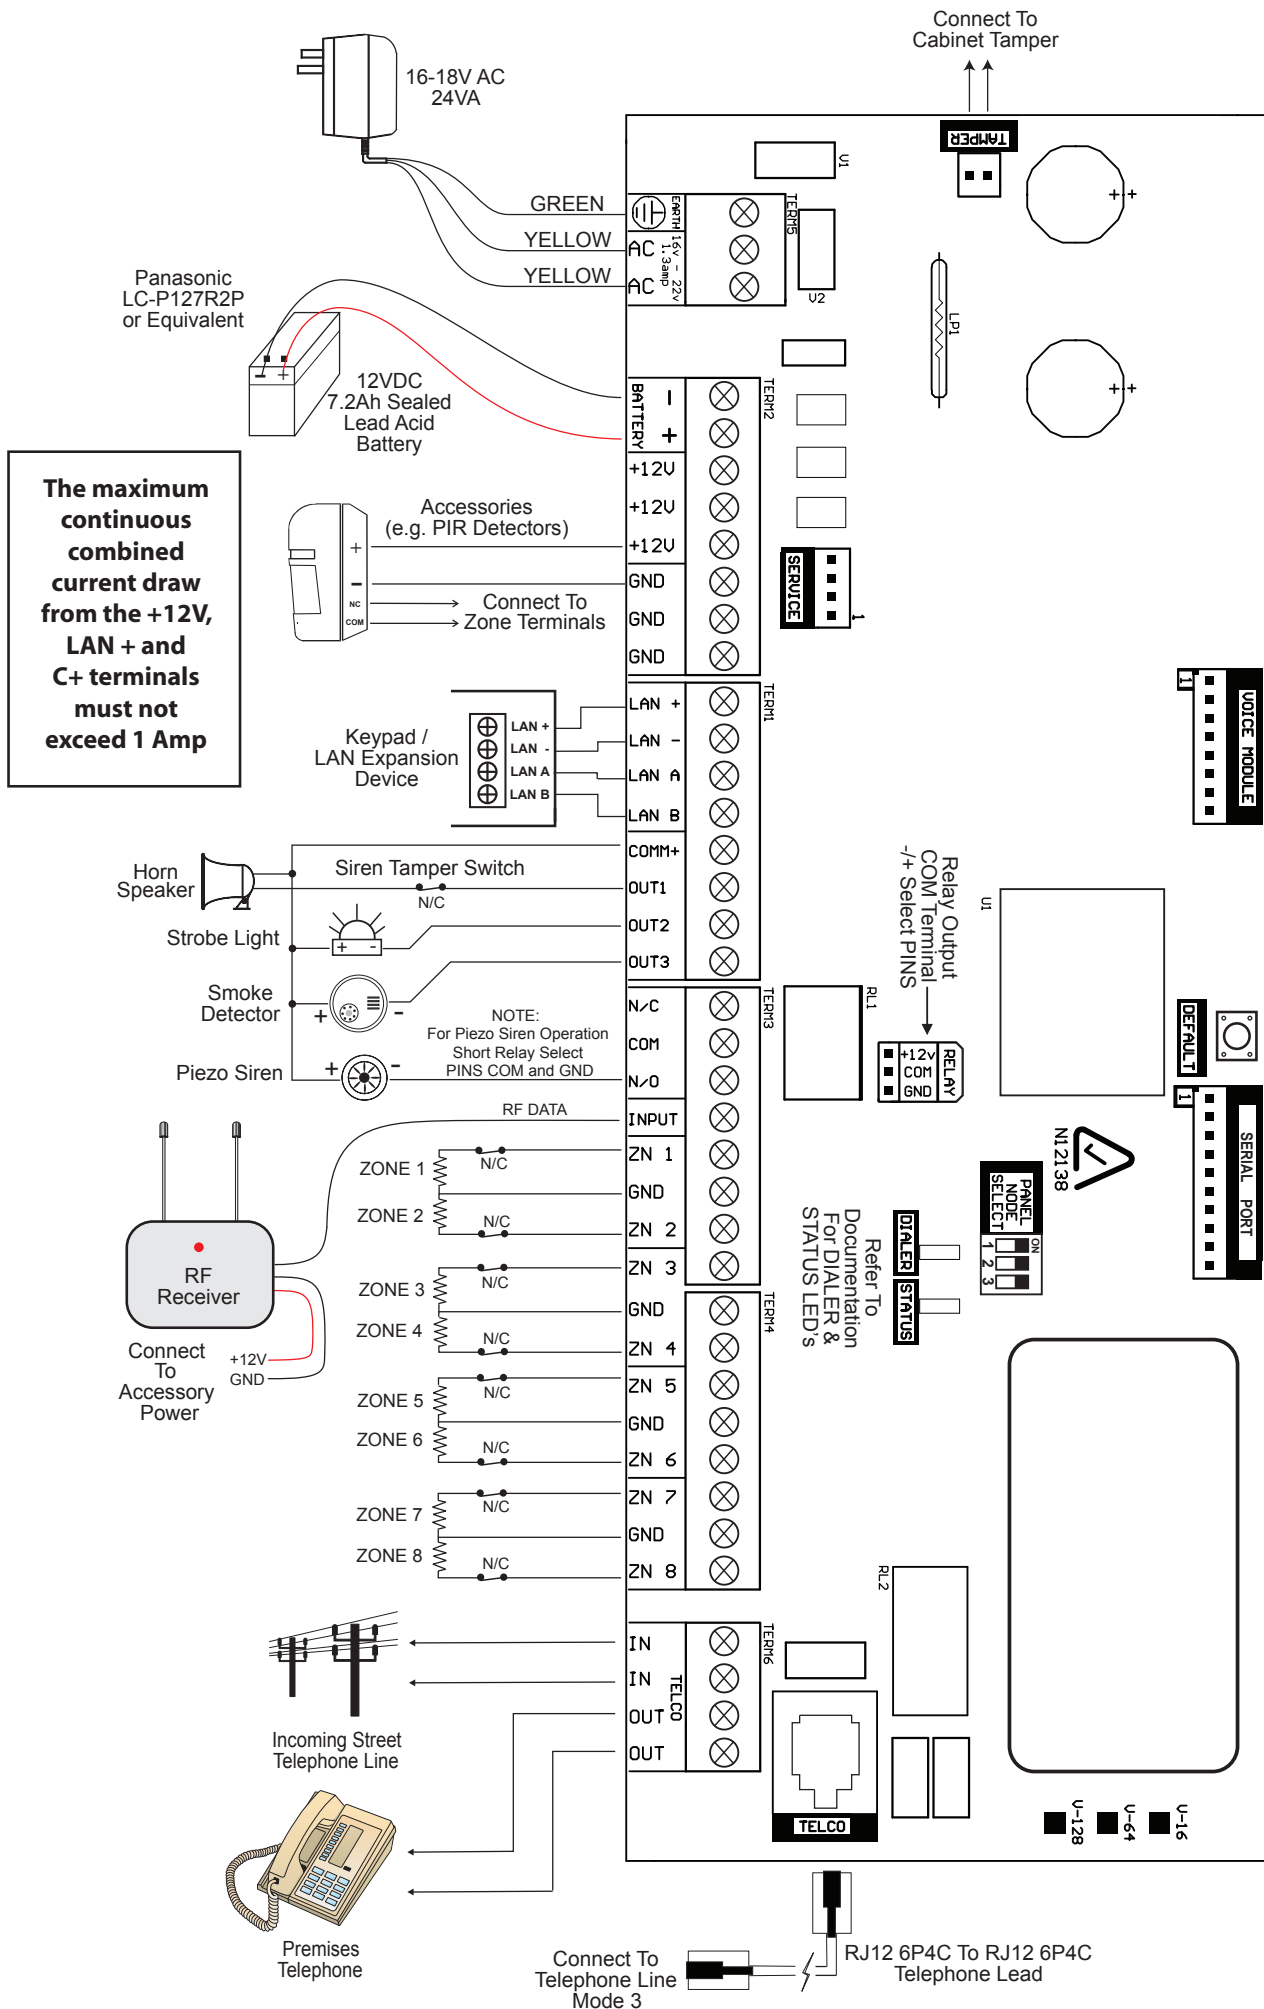 Connect To
Cabinet Tamper
16-18V AC
24VA
TAMPER
V1
GREEN
YELLOW
YELLOW
EARTH
AC
AC
16v - 22v
1.3amp
TERM5
V2
LP1
+ +
+ +
Panasonic
LC-P127R2P
or Equivalent
- +
12VDC
7.2Ah Sealed
Lead Acid
Battery
BATTERY
-
+
+12V
+12V
+12V
GND
GND
GND
TERM2
SERVICE
1
The maximum
continuous
combined
current draw
from the +12V,
LAN + and
C+ terminals
must not
exceed 1 Amp
Accessories
(e.g. PIR Detectors)
+
-
NC
COM
Connect To
Zone Terminals
Keypad /
LAN Expansion
Device
LAN +
LAN -
LAN A
LAN B
LAN +
LAN -
LAN A
LAN B
COMM+
OUT1
OUT2
OUT3
TERM1
1
VOICE MODULE
Horn
Speaker
Siren Tamper Switch
N/C
Strobe Light
+ -
Smoke
Detector
+ -
NOTE:
For Piezo Siren Operation
Short Relay Select
PINS COM and GND
Piezo Siren
+ -
N/C
COM
N/O
INPUT
ZN 1
GND
ZN 2
ZN 3
TERM3
RL1
Relay Output
COM Terminal
-/+ Select PINS
+12v
COM
GND
RELAY
U1
DEFAULT
1
SERIAL PORT
N12138
PANEL
NODE
SELECT
ON
1
2
3
DIALER
STATUS
Refer To
Documentation
For DIALER &
STATUS LED's
RF DATA
RF
Receiver
Connect
To
Accessory
Power
+12V
GND
ZONE 1
N/C
ZONE 2
N/C
ZONE 3
N/C
ZONE 4
N/C
ZONE 5
N/C
ZONE 6
N/C
ZONE 7
N/C
ZONE 8
N/C
GND
ZN 4
ZN 5
GND
ZN 6
ZN 7
GND
ZN 8
TERM4
RL2
IN
IN
OUT
OUT
TELCO
TERM6
TELCO
Incoming Street
Telephone Line
Premises
Telephone
V-128
V-64
V-16
Connect To
Telephone Line
Mode 3
RJ12 6P4C To RJ12 6P4C
Telephone Lead